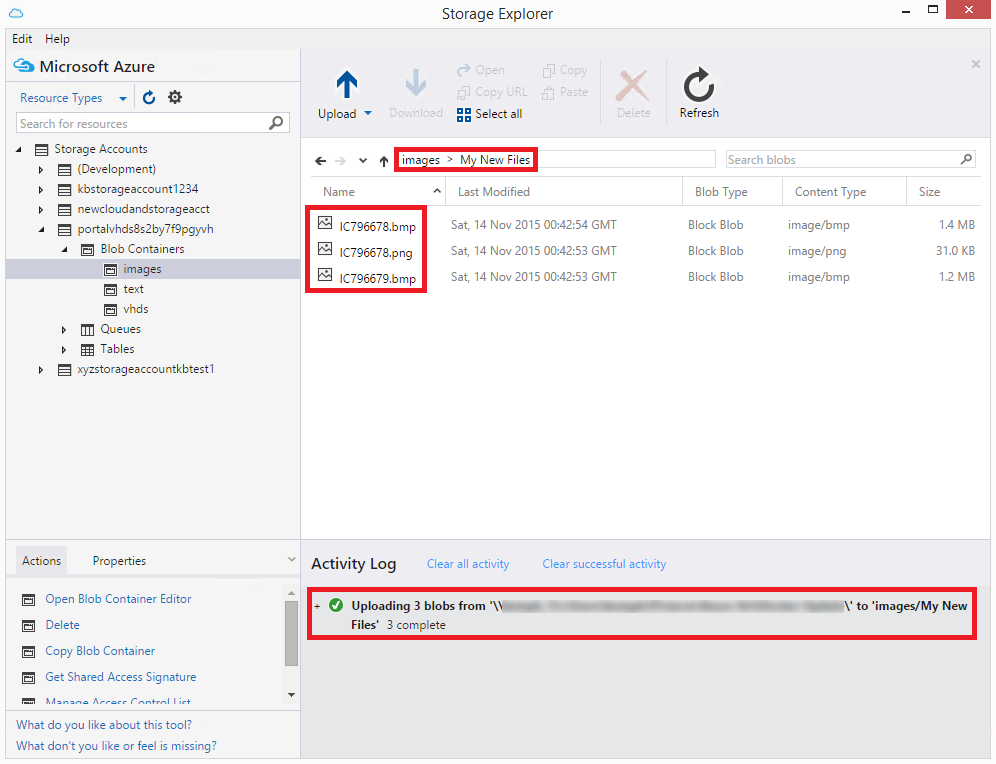 Storage Explorer
Edit Help
Microsoft Azure
Resource Types
Search for resources
Storage Accounts
(Development)
kbstorageaccount1234
newcloudandstorageacct
portalvhds8s2by7f9pgyvh
Blob Containers
images
text
vhds
Queues
Tables
xyzstorageaccountkbtest1
Actions Properties
Open Blob Container Editor
Delete
Copy Blob Container
Get Shared Access Signature
Manage Access Control List
What do you like about this tool?
What don't you like or feel is missing?
Upload Download
Open Copy
Copy URL Paste
Select all
Delete Refresh
images > My New Files Search blobs
Name Last Modified Blob Type Content Type Size
IC796678.bmp Sat, 14 Nov 2015 00:42:54 GMT Block Blob image/bmp 1.4 MB
IC796678.png Sat, 14 Nov 2015 00:42:53 GMT Block Blob image/png 31.0 KB
IC796679.bmp Sat, 14 Nov 2015 00:42:53 GMT Block Blob image/bmp 1.2 MB
Activity Log Clear all activity Clear successful activity
+ Uploading 3 blobs from '\\ \' to 'images/My New
Files' 3 complete